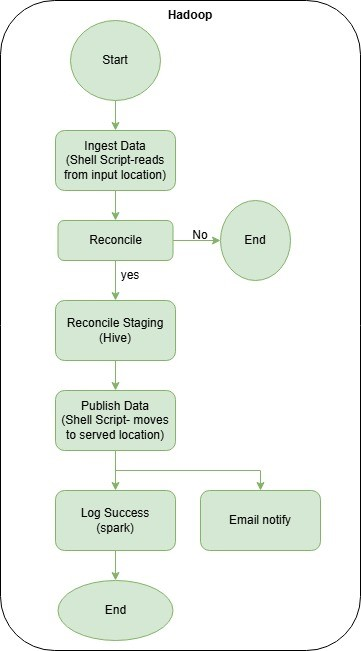 Hadoop
Start
Ingest Data
(Shell Script-reads
from input location)
Reconcile
No
End
yes
Reconcile Staging
(Hive)
Publish Data
(Shell Script- moves
to served location)
Log Success
(spark)
Email notify
End